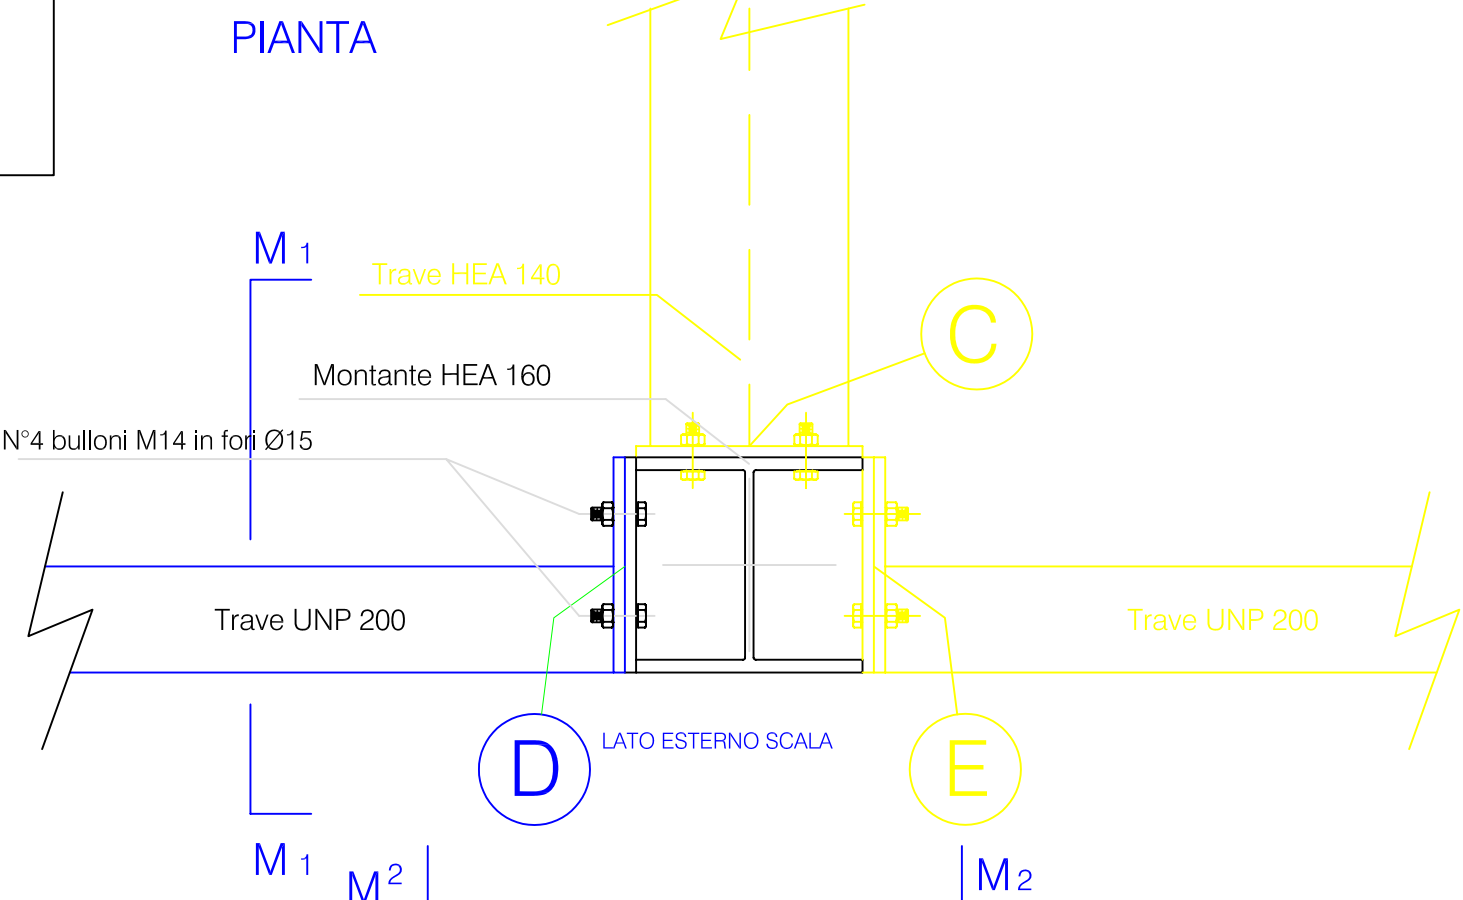 PIANTA
M 1
Trave HEA 140
C
Montante HEA 160
N°4 bulloni M14 in fori Ø15
Trave UNP 200
Trave UNP 200
D
LATO ESTERNO SCALA
E
M 1
M 2
M 2